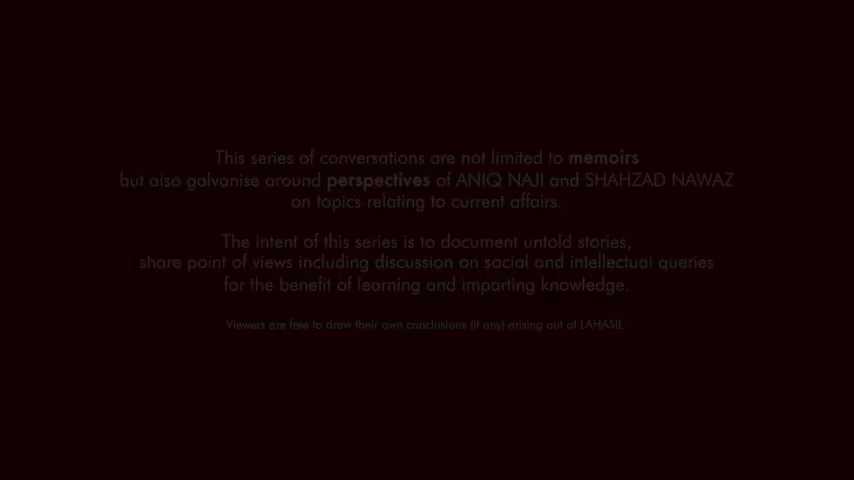 This series of conversations are not limited to memoirs
but also galvanise around perspectives of ANIQ NAJI and SHAHZAD NAWAZ
on topics relating to current affairs.
The intent of this series is to document untold stories,
share point of views including discussion on social and intellectual queries
for the benefit of learning and imparting knowledge.
Viewers are free to draw their own conclusions (if any) arising out of LAHASIL